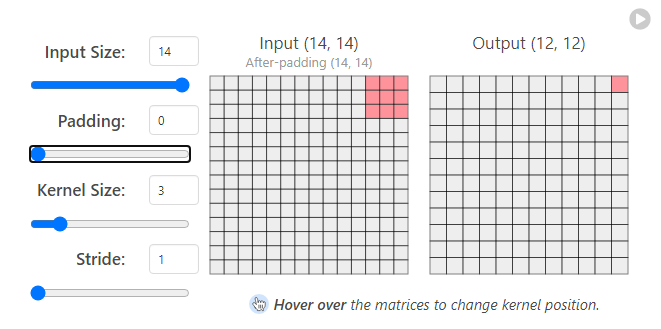 Input Size: 14
Padding: 0
Kernel Size: 3
Stride: 1
Input (14, 14)
After-padding (14, 14)
Output (12, 12)
Hover over the matrices to change kernel position.